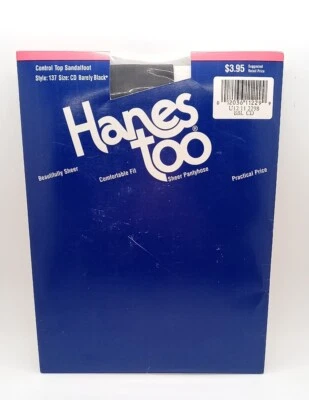 Control Top Sandalfoot
Style: 137 Size: CD Barely Black*
$3.95 Suggested Retail Price
Hanes
too®
Beautifully Sheer
Comfortable Fit
Sheer Pantyhose
Practical Price